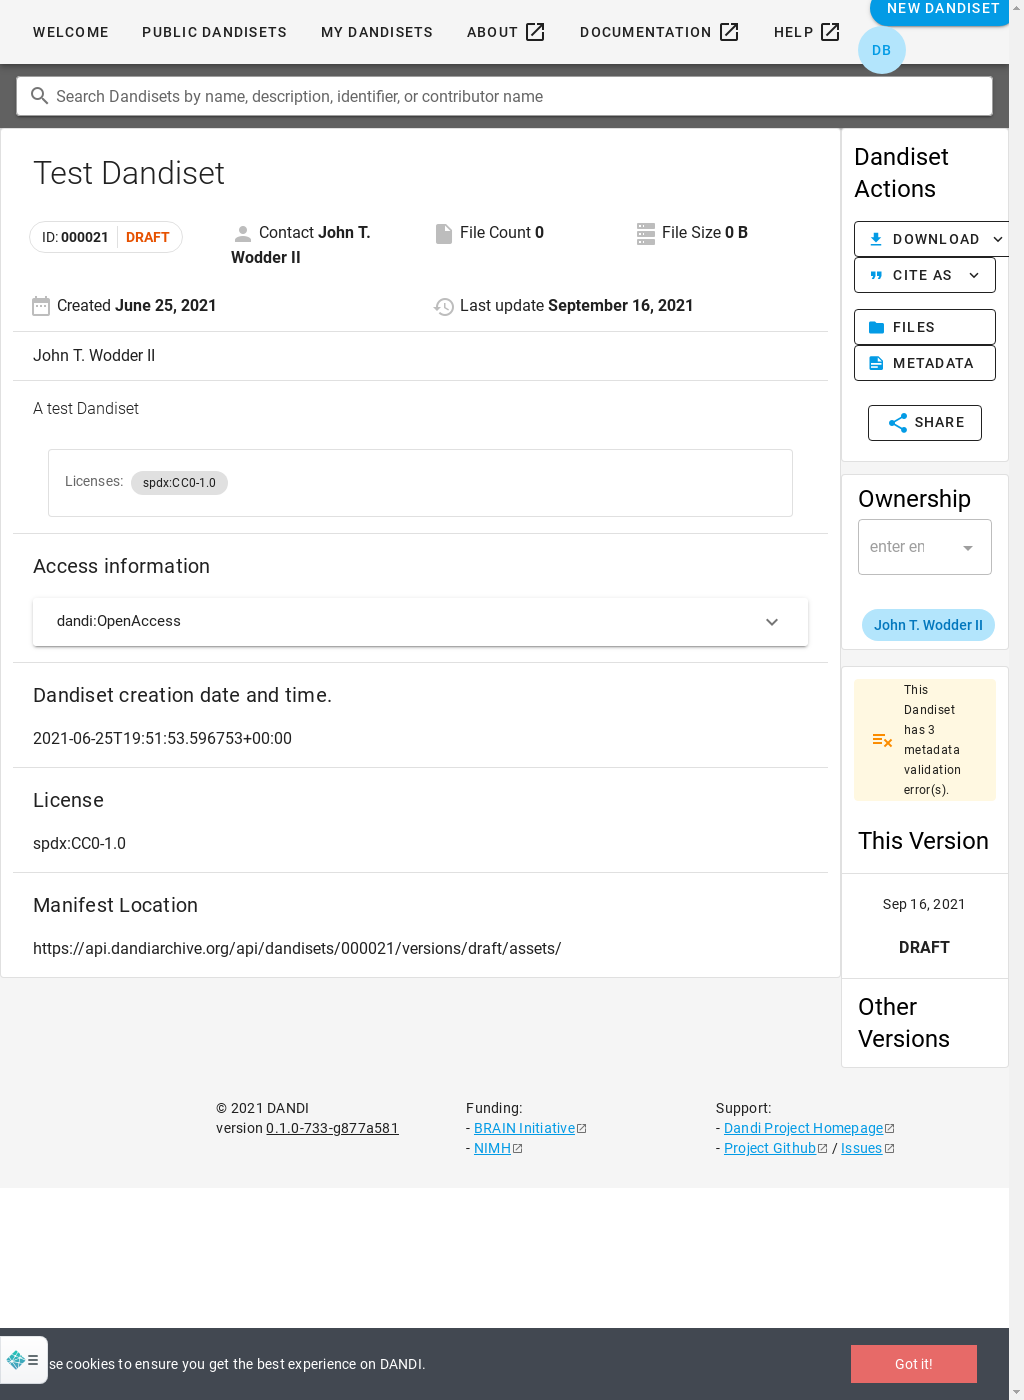 WELCOME PUBLIC DANDISETS MY DANDISETS ABOUT DOCUMENTATION HELP
NEW DANDISET
DB
Search Dandisets by name, description, identifier, or contributor name
Test Dandiset
ID: 000021 DRAFT
Contact John T. Wodder II
File Count 0
File Size 0 B
Created June 25, 2021
Last update September 16, 2021
John T. Wodder II
A test Dandiset
Licenses: spdx:CC0-1.0
Access information
dandi:OpenAccess
Dandiset creation date and time.
2021-06-25T19:51:53.596753+00:00
License
spdx:CC0-1.0
Manifest Location
https://api.dandiarchive.org/api/dandisets/000021/versions/draft/assets/
Dandiset
Actions
DOWNLOAD
CITE AS
FILES
METADATA
SHARE
Ownership
enter en
John T. Wodder II
This
Dandiset
has 3
metadata
validation
error(s).
This Version
Sep 16, 2021
DRAFT
Other
Versions
© 2021 DANDI
version 0.1.0-733-g877a581
Funding:
- BRAIN Initiative
- NIMH
Support:
- Dandi Project Homepage
- Project Github / Issues
se cookies to ensure you get the best experience on DANDI.
Got it!